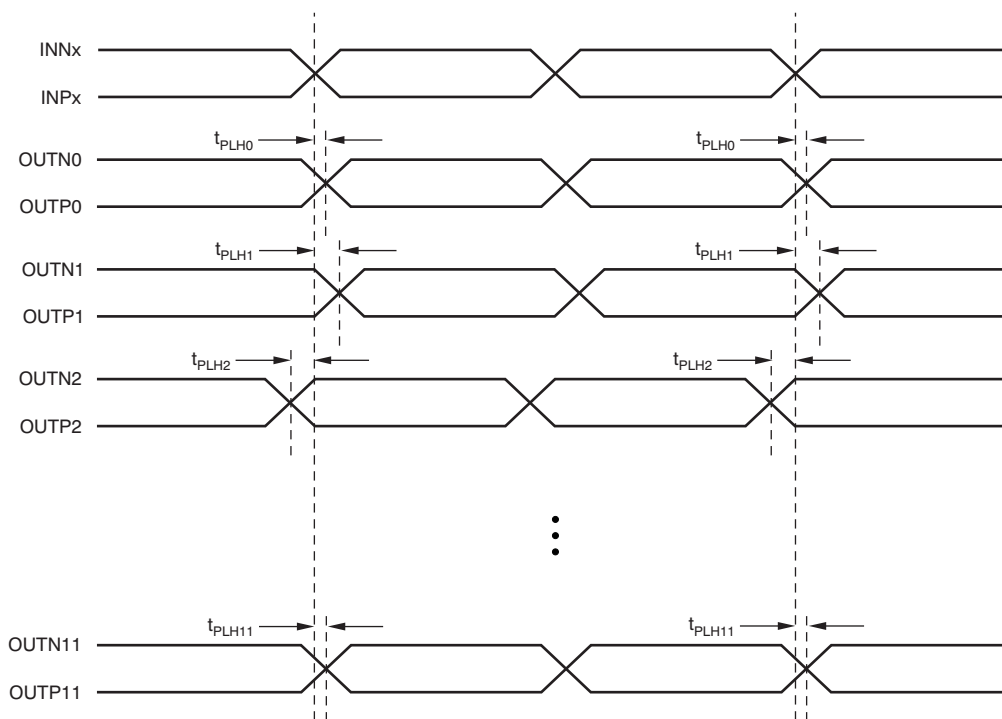 INNx
INPx
tPLH0 tPLH0
OUTN0
OUTP0
tPLH1 tPLH1
OUTN1
OUTP1
tPLH2 tPLH2
OUTN2
OUTP2
tPLH11 tPLH11
OUTN11
OUTP11